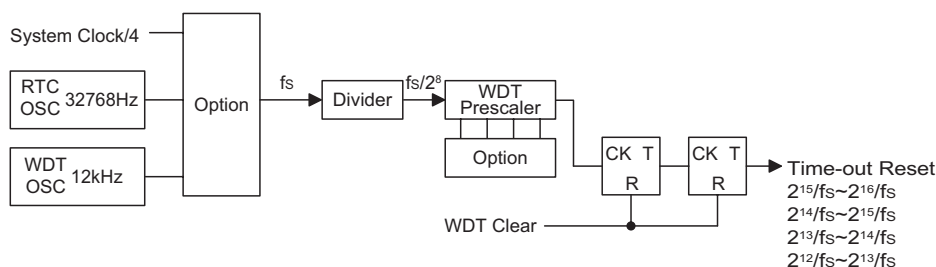 System Clock/4
RTC OSC 32768Hz
WDT OSC 12kHz
Option
fs
Divider
fs/2⁸
WDT
Prescaler
Option
CK T
R
CK T
R
WDT Clear
Time-out Reset
2¹⁵/fs~2¹⁶/fs
2¹⁴/fs~2¹⁵/fs
2¹³/fs~2¹⁴/fs
2¹²/fs~2¹³/fs